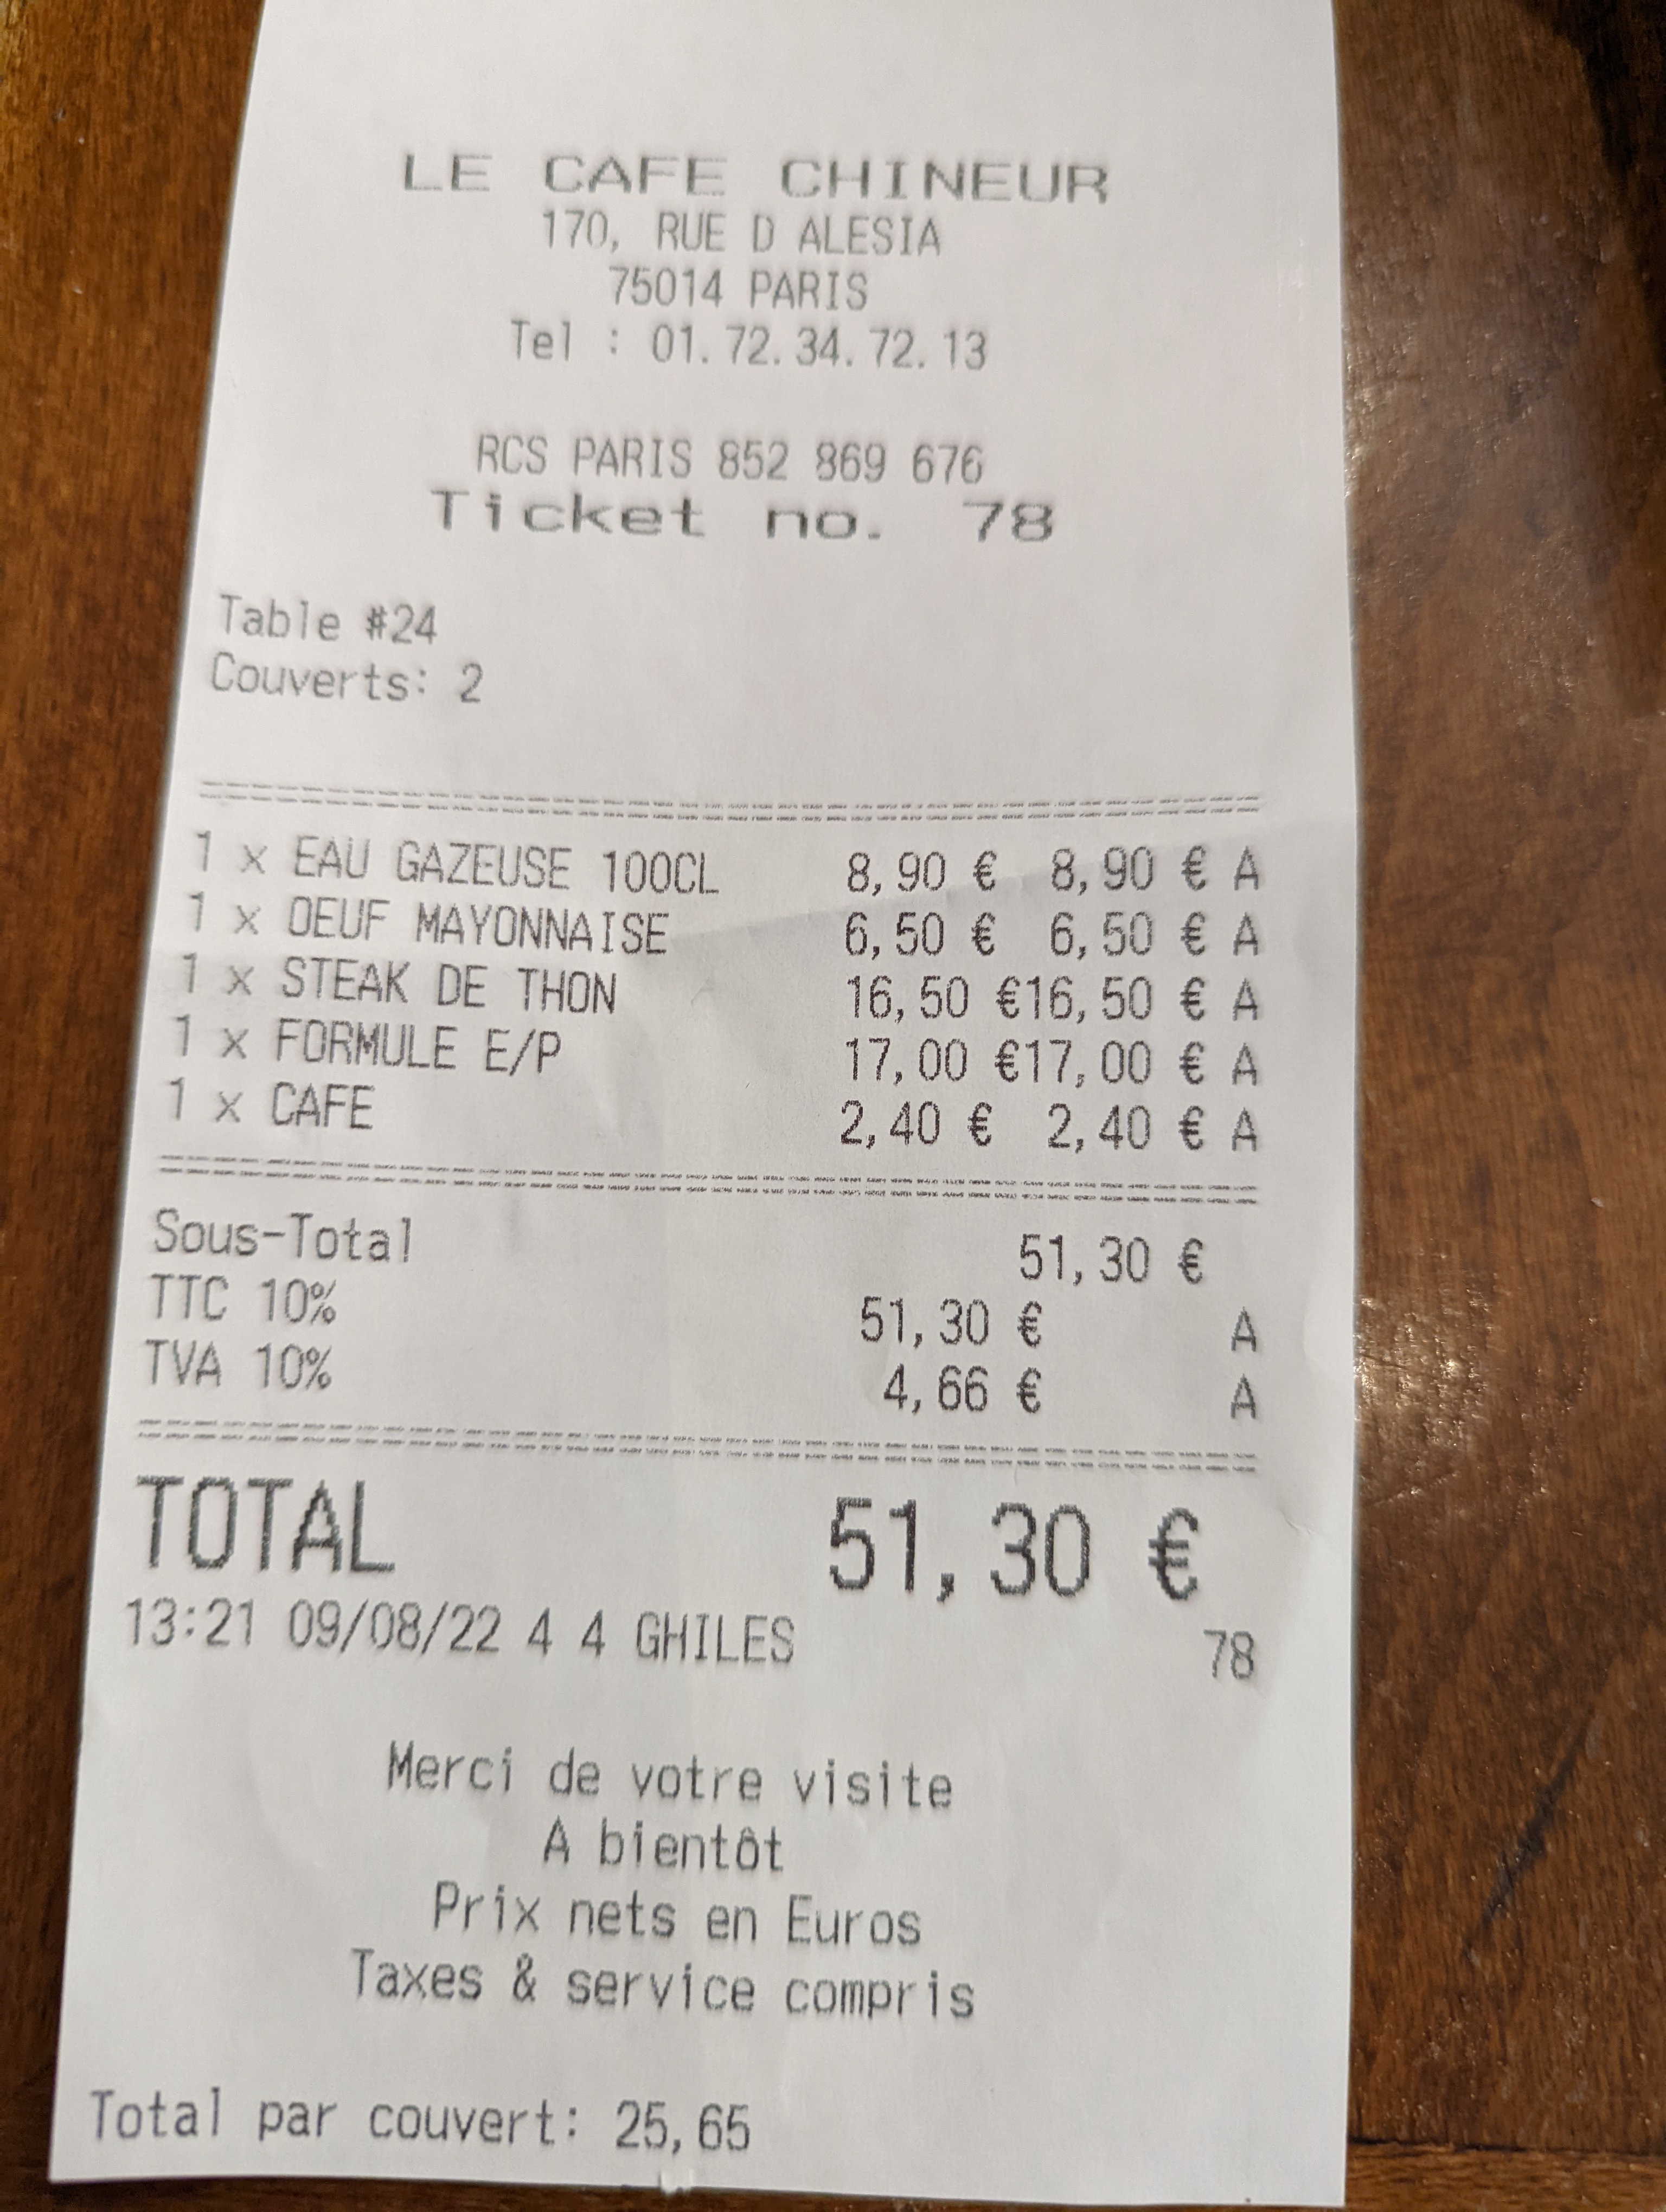 LE CAFE CHINEUR
170, RUE D ALESIA
75014 PARIS
Tel : 01.72.34.72.13
RCS PARIS 852 869 676
Ticket no. 78
Table #24
Couverts: 2
1 x EAU GAZEUSE 100CL 8,90 € 8,90 € A
1 x OEUF MAYONNAISE 6,50 € 6,50 € A
1 x STEAK DE THON 16,50 €16,50 € A
1 x FORMULE E/P 17,00 €17,00 € A
1 x CAFE 2,40 € 2,40 € A
Sous-Total 51,30 €
TTC 10% 51,30 € A
TVA 10% 4,66 € A
TOTAL 51,30 €
13:21 09/08/22 4 4 GHILES 78
Merci de votre visite
A bientôt
Prix nets en Euros
Taxes & service compris
Total par couvert: 25,65